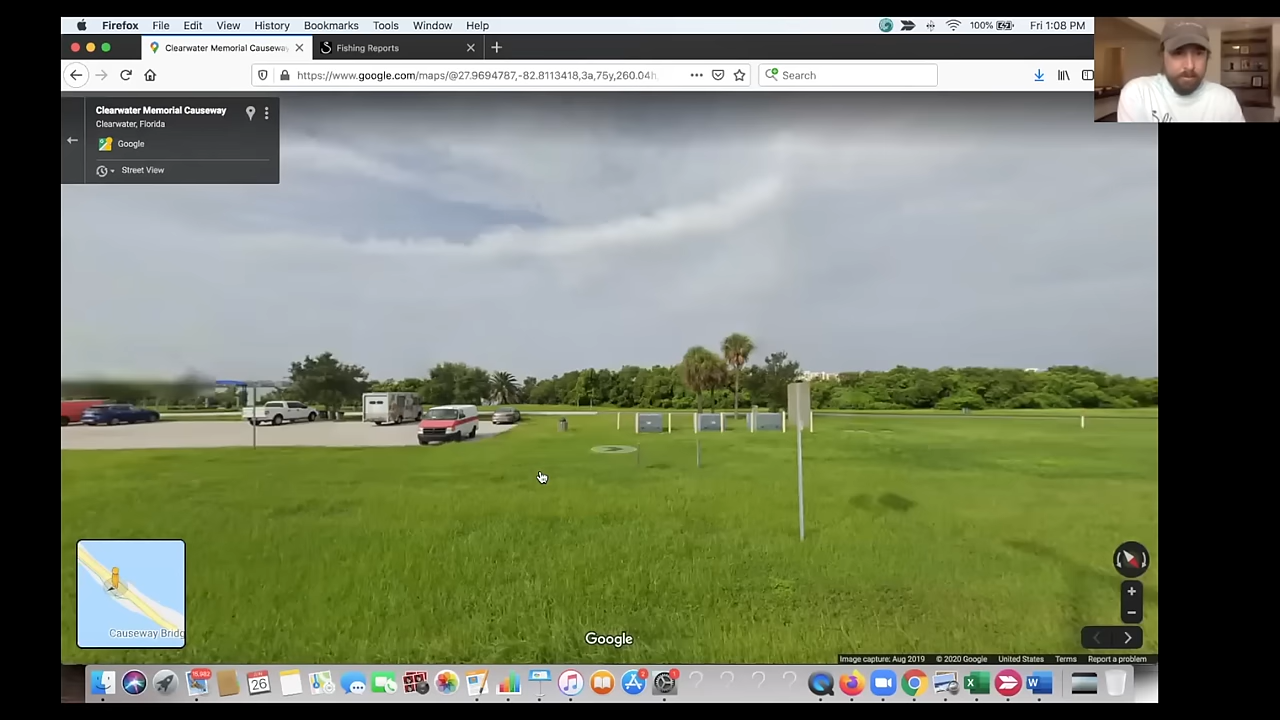 Firefox File Edit View History Bookmarks Tools Window Help 100% Fri 1:08 PM
Clearwater Memorial Causeway Fishing Reports
https://www.google.com/maps/@27.9694787,-82.8113418,3a,75y,260.04h, Search
Clearwater Memorial Causeway
Clearwater, Florida
Google
Street View
Causeway Bridg
Google
Image capture: Aug 2019 © 2020 Google United States Terms Report a problem
26